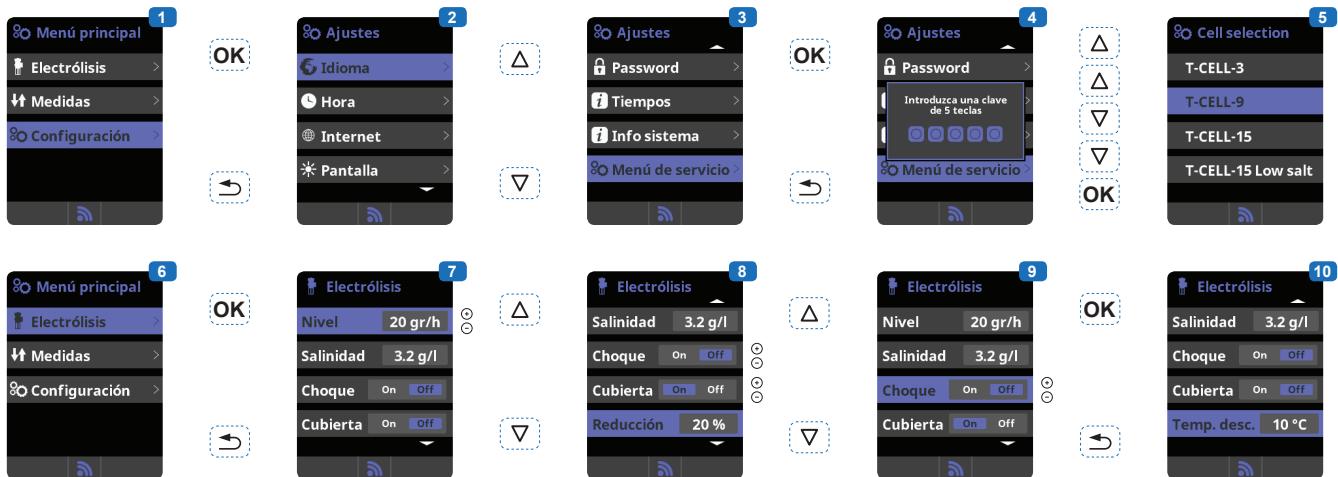 1
Menú principal
Electrólisis
Medidas
Configuración
OK
2
Ajustes
Idioma
Hora
Internet
Pantalla
3
Ajustes
Password
Tiempos
Info sistema
Menú de servicio
OK
4
Ajustes
Password
Introduzca una clave
de 5 teclas
Menú de servicio
OK
5
Cell selection
T-CELL-3
T-CELL-9
T-CELL-15
T-CELL-15 Low salt
6
Menú principal
Electrólisis
Medidas
Configuración
OK
7
Electrólisis
Nivel 20 gr/h
Salinidad 3.2 g/l
Choque On Off
Cubierta On Off
8
Electrólisis
Salinidad 3.2 g/l
Choque On Off
Cubierta On Off
Reducción 20 %
9
Electrólisis
Nivel 20 gr/h
Salinidad 3.2 g/l
Choque On Off
Cubierta On Off
OK
10
Electrólisis
Salinidad 3.2 g/l
Choque On Off
Cubierta On Off
Temp. desc. 10 °C